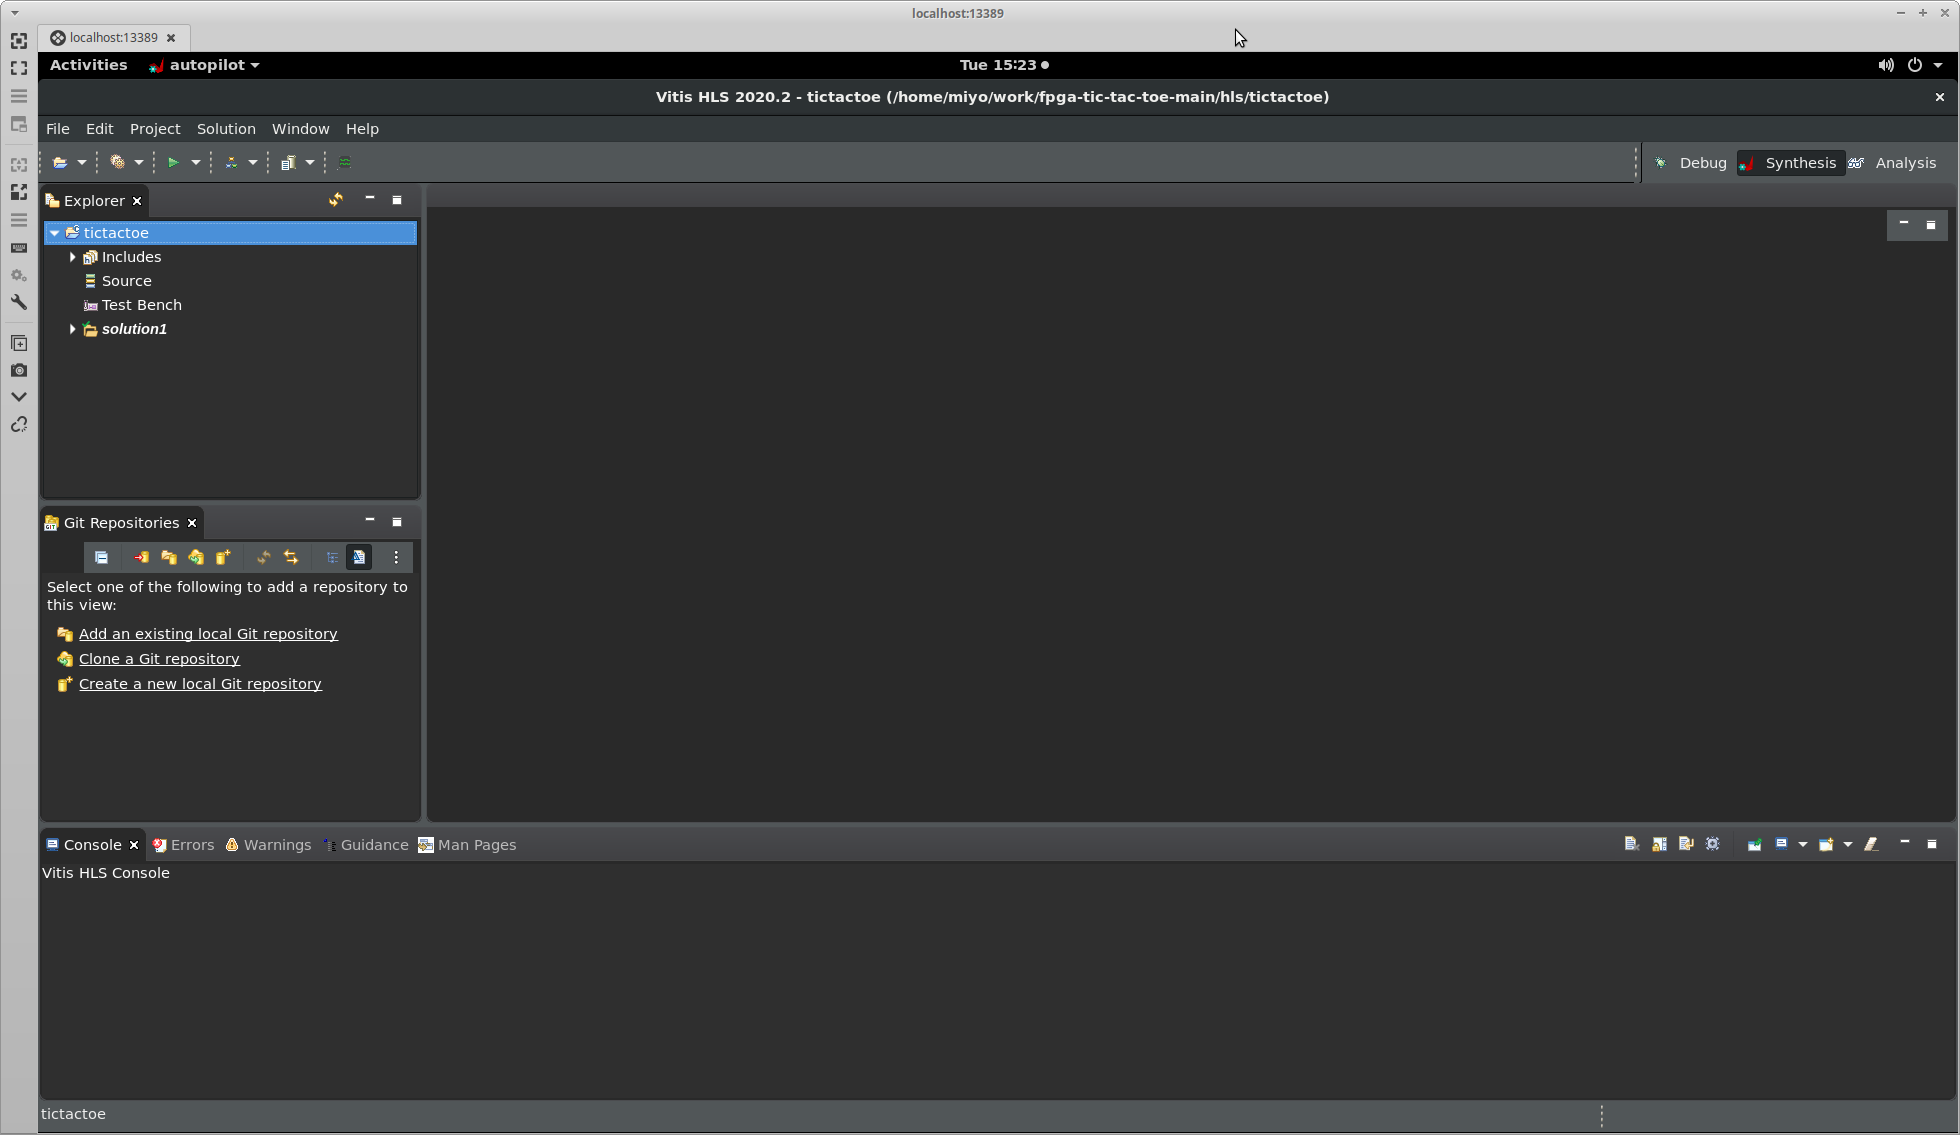 localhost:13389
localhost:13389
Activities autopilot Tue 15:23
Vitis HLS 2020.2 - tictactoe (/home/miyo/work/fpga-tic-tac-toe-main/hls/tictactoe)
File Edit Project Solution Window Help
Debug Synthesis Analysis
Explorer
tictactoe
Includes
Source
Test Bench
solution1
Git Repositories
Select one of the following to add a repository to
this view:
Add an existing local Git repository
Clone a Git repository
Create a new local Git repository
Console Errors Warnings Guidance Man Pages
Vitis HLS Console
tictactoe